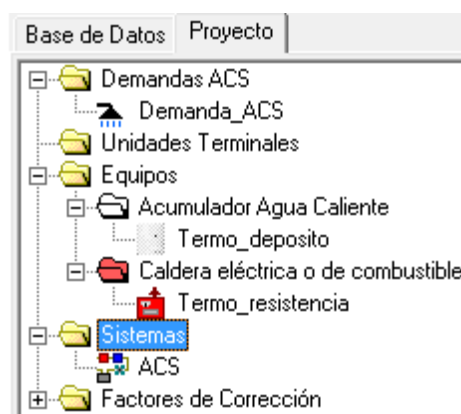 Base de Datos Proyecto
Demandas ACS
Demanda_ACS
Unidades Terminales
Equipos
Acumulador Agua Caliente
Termo_deposito
Caldera eléctrica o de combustible
Termo_resistencia
Sistemas
ACS
Factores de Corrección